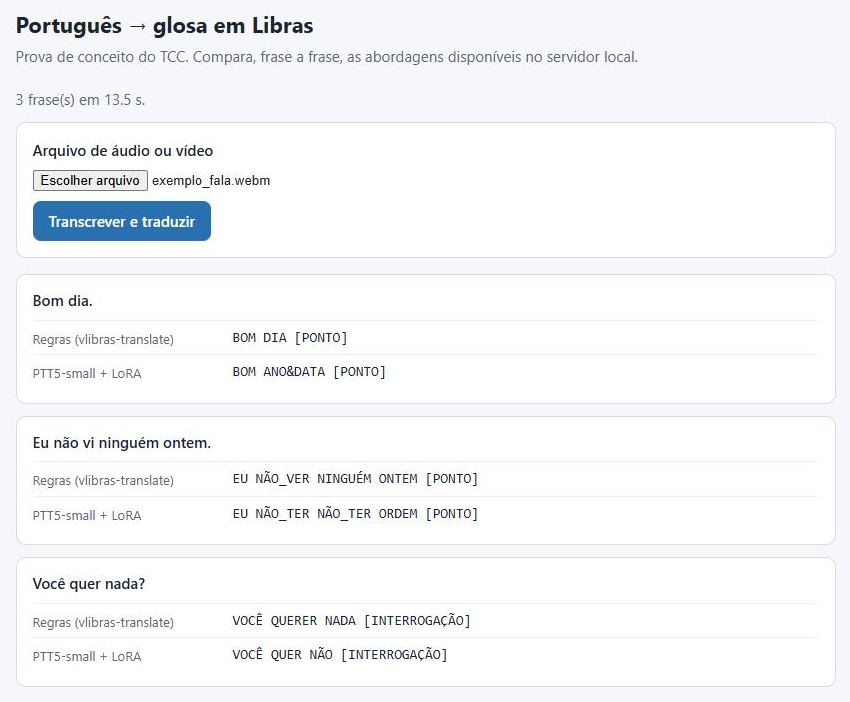 Português → glosa em Libras
Prova de conceito do TCC. Compara, frase a frase, as abordagens disponíveis no servidor local.
3 frase(s) em 13.5 s.
Arquivo de áudio ou vídeo
Escolher arquivo exemplo_fala.webm
Transcrever e traduzir
Bom dia.
Regras (vlibras-translate) BOM DIA [PONTO]
PTT5-small + LoRA BOM ANO&DATA [PONTO]
Eu não vi ninguém ontem.
Regras (vlibras-translate) EU NÃO_VER NINGUÉM ONTEM [PONTO]
PTT5-small + LoRA EU NÃO_TER NÃO_TER ORDEM [PONTO]
Você quer nada?
Regras (vlibras-translate) VOCÊ QUERER NADA [INTERROGAÇÃO]
PTT5-small + LoRA VOCÊ QUER NÃO [INTERROGAÇÃO]